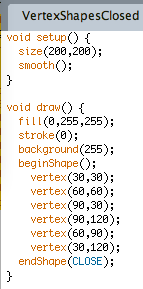 VertexShapesClosed
void setup() {
  size(200,200);
  smooth();
}

void draw() {
  fill(0,255,255);
  stroke(0);
  background(255);
  beginShape();
    vertex(30,30);
    vertex(60,60);
    vertex(90,30);
    vertex(90,120);
    vertex(60,90);
    vertex(30,120);
  endShape(CLOSE);
}